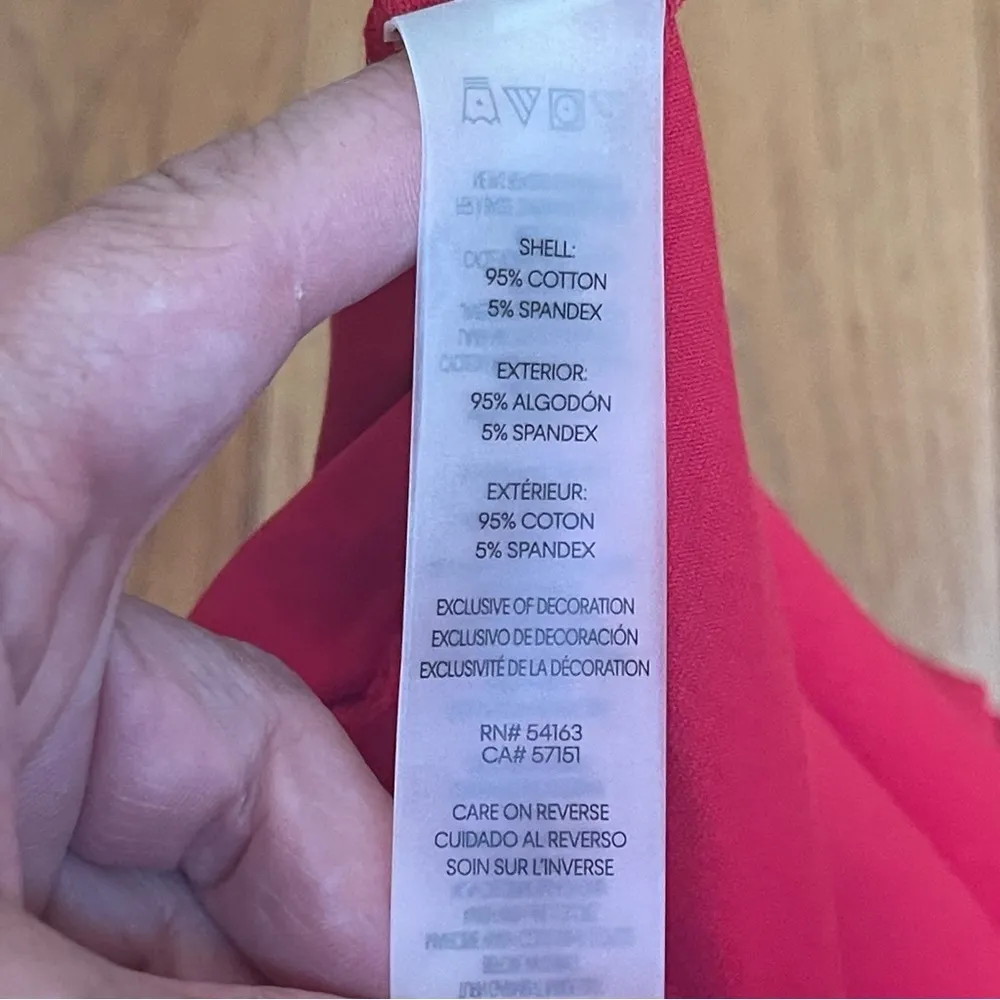 SHELL:
95% COTTON
5% SPANDEX
EXTERIOR:
95% ALGODÓN
5% SPANDEX
EXTÉRIEUR:
95% COTON
5% SPANDEX
EXCLUSIVE OF DECORATION
EXCLUSIVO DE DECORACIÓN
EXCLUSIVITÉ DE LA DÉCORATION
RN# 54163
CA# 57151
CARE ON REVERSE
CUIDADO AL REVERSO
SOIN SUR L'INVERSE